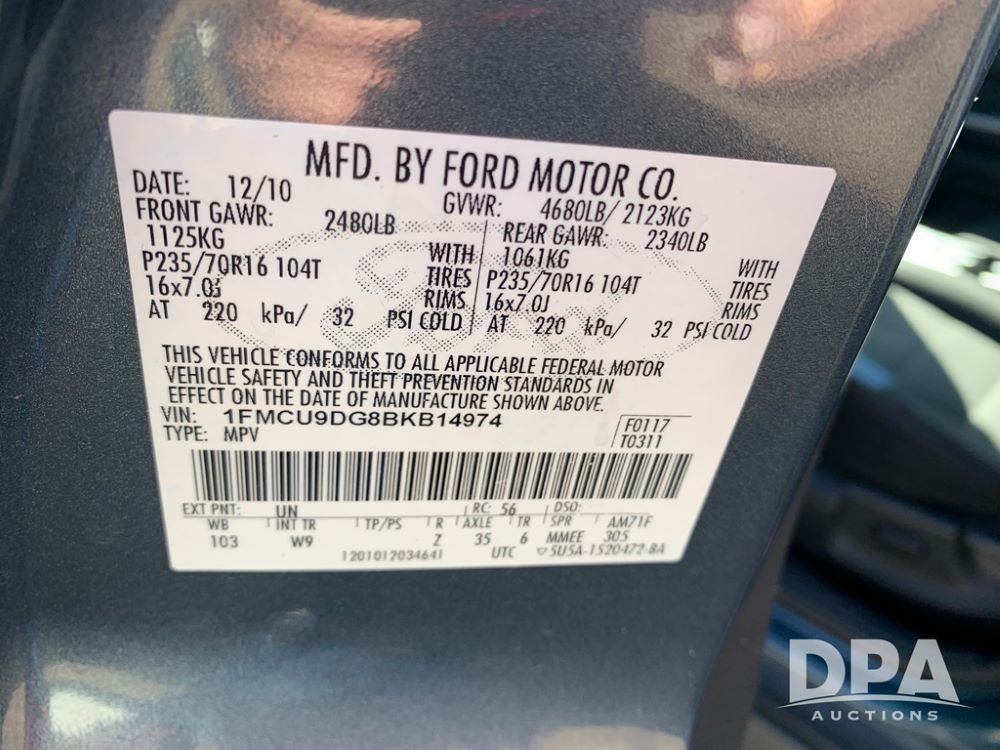 MFD. BY FORD MOTOR CO.
DATE: 12/10 GVWR: 4680LB/ 2123KG
FRONT GAWR: 2480LB REAR GAWR: 2340LB
1125KG WITH 1061KG WITH
P235/70R16 104T TIRES P235/70R16 104T TIRES
16x7.0J RIMS 16x7.0J RIMS
AT 220 kPa/ 32 PSI COLD AT 220 kPa/ 32 PSI COLD
THIS VEHICLE CONFORMS TO ALL APPLICABLE FEDERAL MOTOR
VEHICLE SAFETY AND THEFT PREVENTION STANDARDS IN
EFFECT ON THE DATE OF MANUFACTURE SHOWN ABOVE.
VIN: 1FMCU9DG8BKB14974 F0117
TYPE: MPV T0311
EXT PNT: UN RC: 56 DSO:
WB INT TR TP/PS R AXLE TR SPR AM71F
103 W9 Z 35 6 MMEE 305
1201012034641 UTC 5U5A-1520472-BA
DPA
AUCTIONS